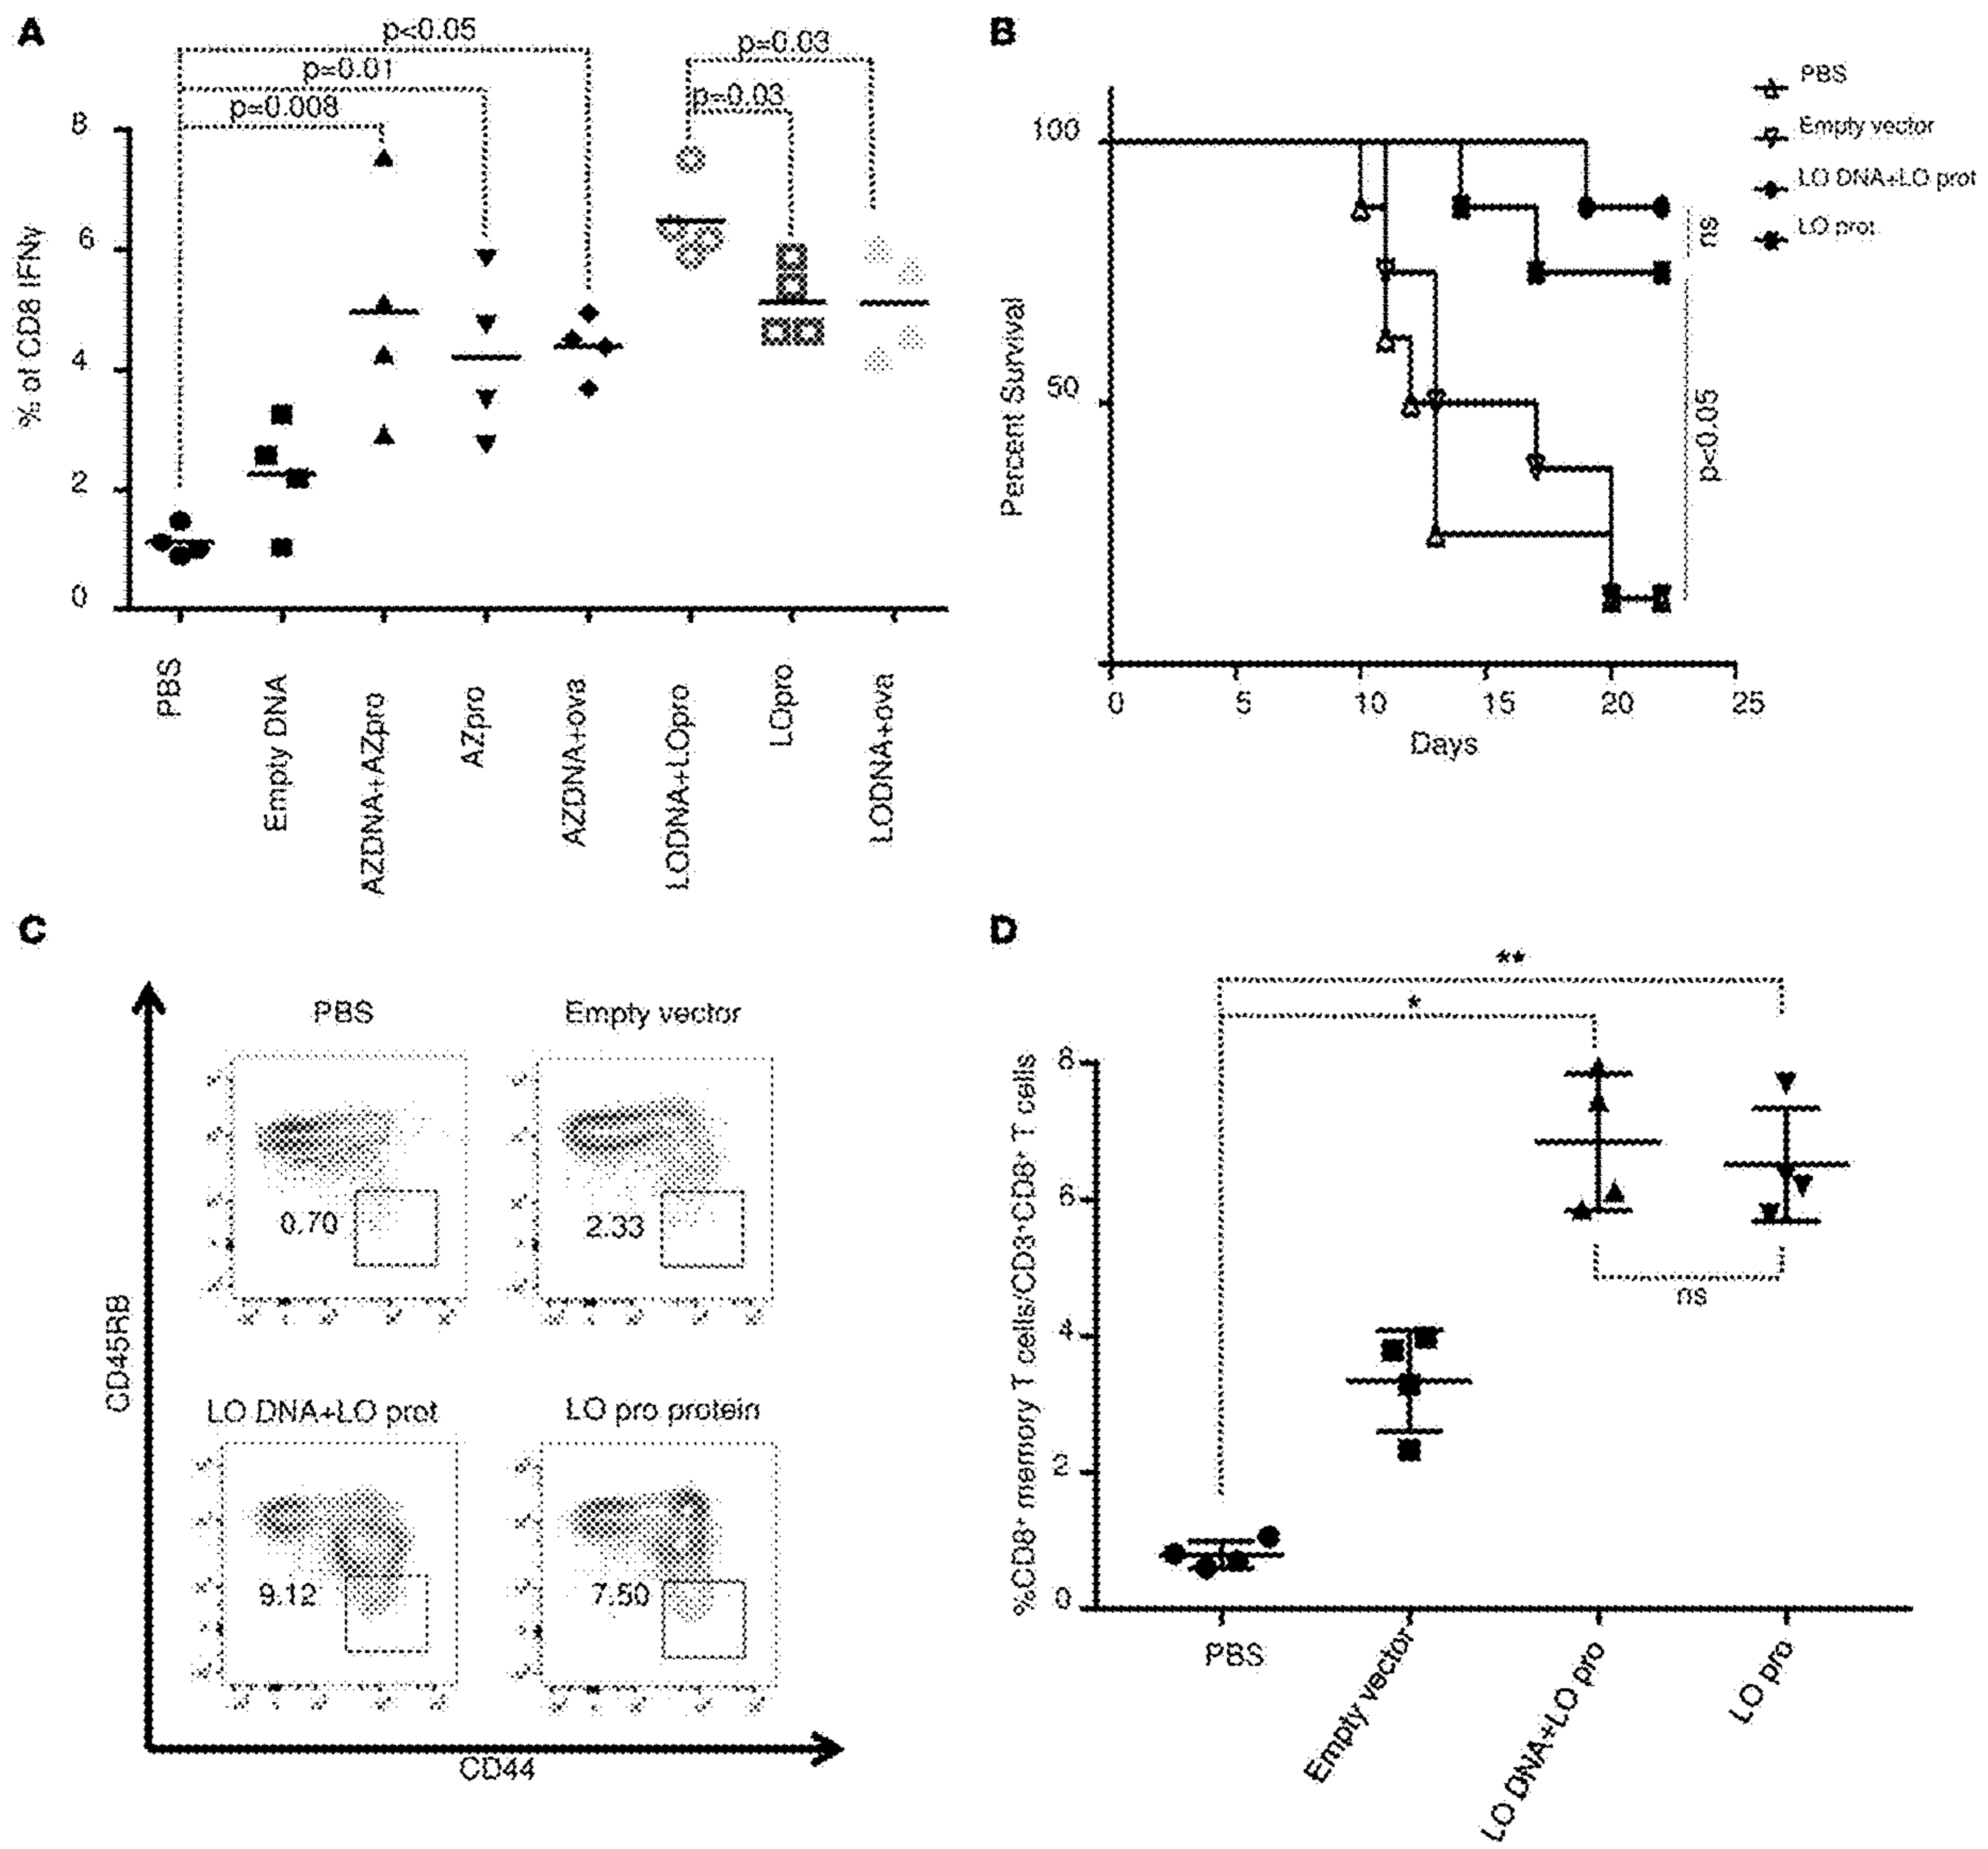 A
p<0.05
p=0.01
p=0.008
p=0.03
p=0.03
8
6
4
2
0
% of CD8 IFNγ
PBS
Empty DNA
AZDNA+AZpro
AZpro
AZDNA+ova
LODNA+LOpro
LOpro
LODNA+ova
B
PBS
Empty vector
LO DNA+LO prot
LO prot
100
50
Percent Survival
ns
p<0.05
0
5
10
15
20
25
Days
C
PBS
Empty vector
0.70
2.33
LO DNA+LO prot
LO pro protein
9.12
7.50
CD45RB
CD44
D
**
*
ns
8
6
4
2
0
%CD8+ memory T cells/CD3+CD8+ T cells
PBS
Empty vector
LO DNA+LO pro
LO pro